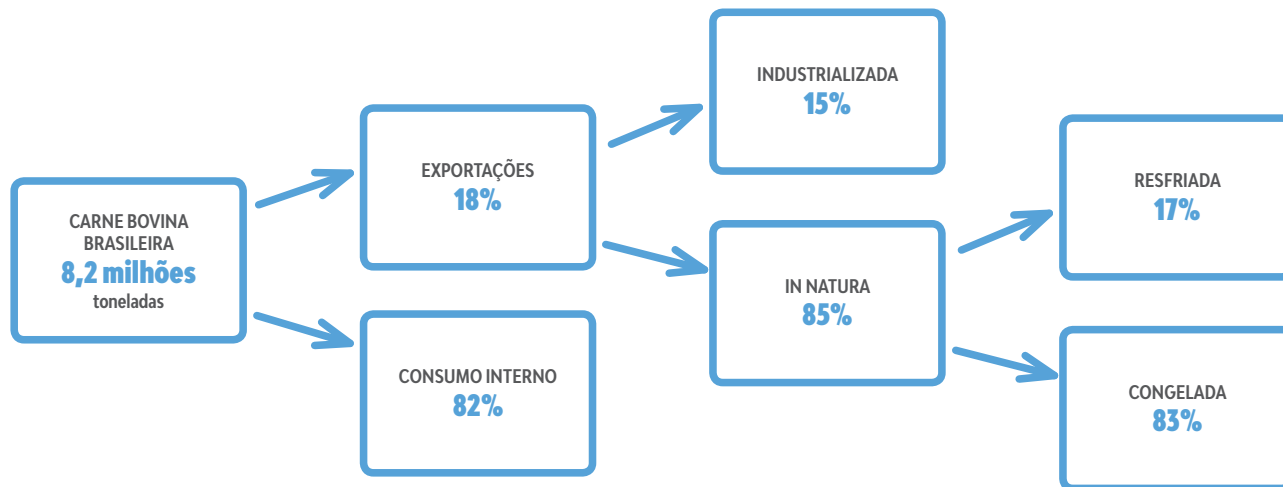 CARNE BOVINA
BRASILEIRA
8,2 milhões
toneladas
EXPORTAÇÕES
18%
CONSUMO INTERNO
82%
INDUSTRIALIZADA
15%
IN NATURA
85%
RESFRIADA
17%
CONGELADA
83%